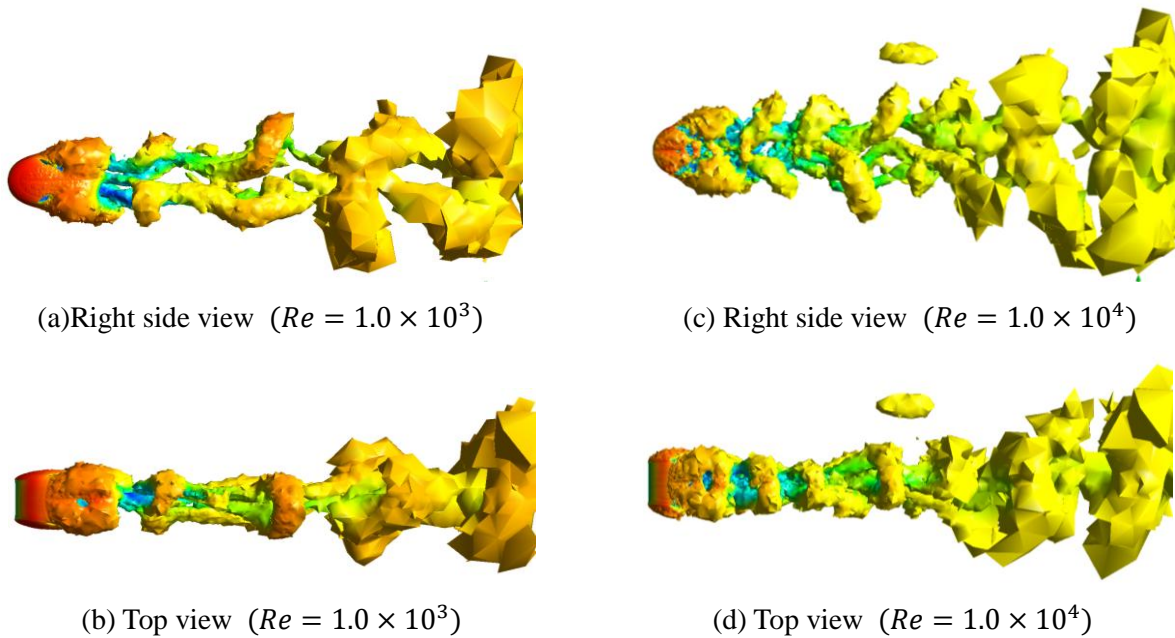 (a)Right side view (𝑅𝑒 = 1.0 × 10³)
(c) Right side view (𝑅𝑒 = 1.0 × 10⁴)
(b) Top view (𝑅𝑒 = 1.0 × 10³)
(d) Top view (𝑅𝑒 = 1.0 × 10⁴)